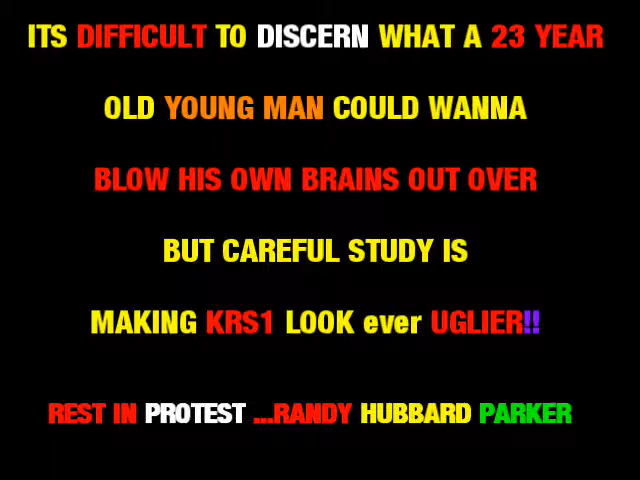 ITS DIFFICULT TO DISCERN WHAT A 23 YEAR
OLD YOUNG MAN COULD WANNA
BLOW HIS OWN BRAINS OUT OVER
BUT CAREFUL STUDY IS
MAKING KRS1 LOOK ever UGLIER!!
REST IN PROTEST ...RANDY HUBBARD PARKER